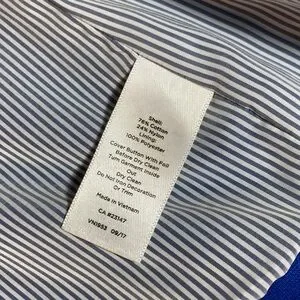 Shell
76% Cotton
24% Nylon
Lining:
100% Polyester
Cover Button With Foil
Before Dry Clean
Turn Garment Inside
Out
Dry Clean
Do Not Iron Decoration
Or Trim
Made in Vietnam
CA #23147
VN1953 09/17